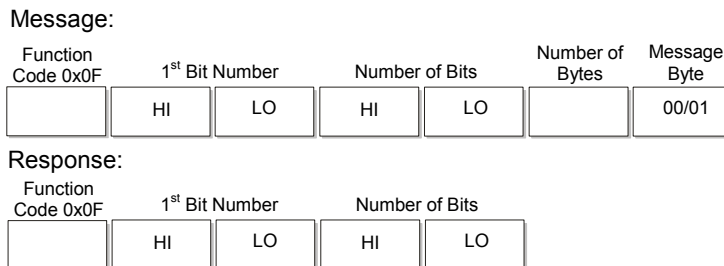 Message:
Function Code 0x0F
1st Bit Number
Number of Bits
Number of Bytes
Message Byte
HI LO HI LO 00/01
Response:
Function Code 0x0F
1st Bit Number
Number of Bits
HI LO HI LO